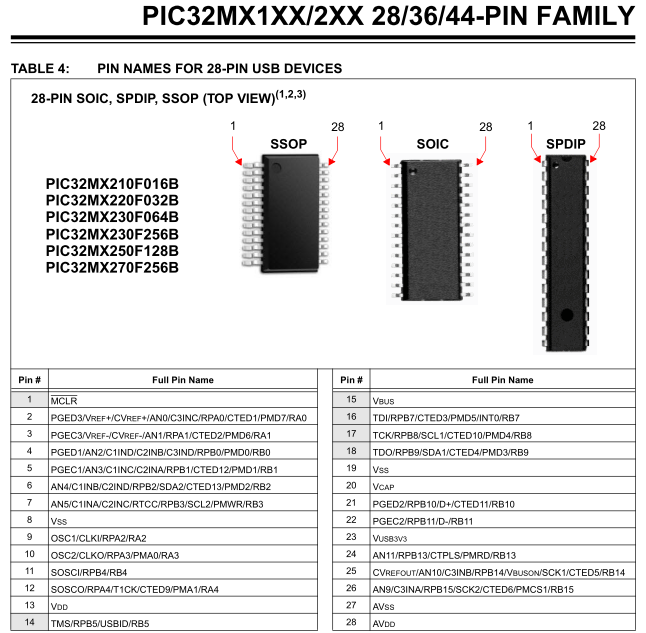 PIC32MX1XX/2XX 28/36/44-PIN FAMILY
TABLE 4: PIN NAMES FOR 28-PIN USB DEVICES
28-PIN SOIC, SPDIP, SSOP (TOP VIEW)(1,2,3)
1 28 1 28 1 28
SSOP SOIC SPDIP
PIC32MX210F016B
PIC32MX220F032B
PIC32MX230F064B
PIC32MX230F256B
PIC32MX250F128B
PIC32MX270F256B
Pin # Full Pin Name Pin # Full Pin Name
1 MCLR 15 VBUS
2 PGED3/VREF+/CVREF+/AN0/C3INC/RPA0/CTED1/PMD7/RA0 16 TDI/RPB7/CTED3/PMD5/INT0/RB7
3 PGEC3/VREF-/CVREF-/AN1/RPA1/CTED2/PMD6/RA1 17 TCK/RPB8/SCL1/CTED10/PMD4/RB8
4 PGED1/AN2/C1IND/C2INB/C3IND/RPB0/PMD0/RB0 18 TDO/RPB9/SDA1/CTED4/PMD3/RB9
5 PGEC1/AN3/C1INC/C2INA/RPB1/CTED12/PMD1/RB1 19 VSS
6 AN4/C1INB/C2IND/RPB2/SDA2/CTED13/PMD2/RB2 20 VCAP
7 AN5/C1INA/C2INC/RTCC/RPB3/SCL2/PMWR/RB3 21 PGED2/RPB10/D+/CTED11/RB10
8 VSS 22 PGEC2/RPB11/D-/RB11
9 OSC1/CLKI/RPA2/RA2 23 VUSB3V3
10 OSC2/CLKO/RPA3/PMA0/RA3 24 AN11/RPB13/CTPLS/PMRD/RB13
11 SOSCI/RPB4/RB4 25 CVREFOUT/AN10/C3INB/RPB14/VBUSON/SCK1/CTED5/RB14
12 SOSCO/RPA4/T1CK/CTED9/PMA1/RA4 26 AN9/C3INA/RPB15/SCK2/CTED6/PMCS1/RB15
13 VDD 27 AVSS
14 TMS/RPB5/USBID/RB5 28 AVDD